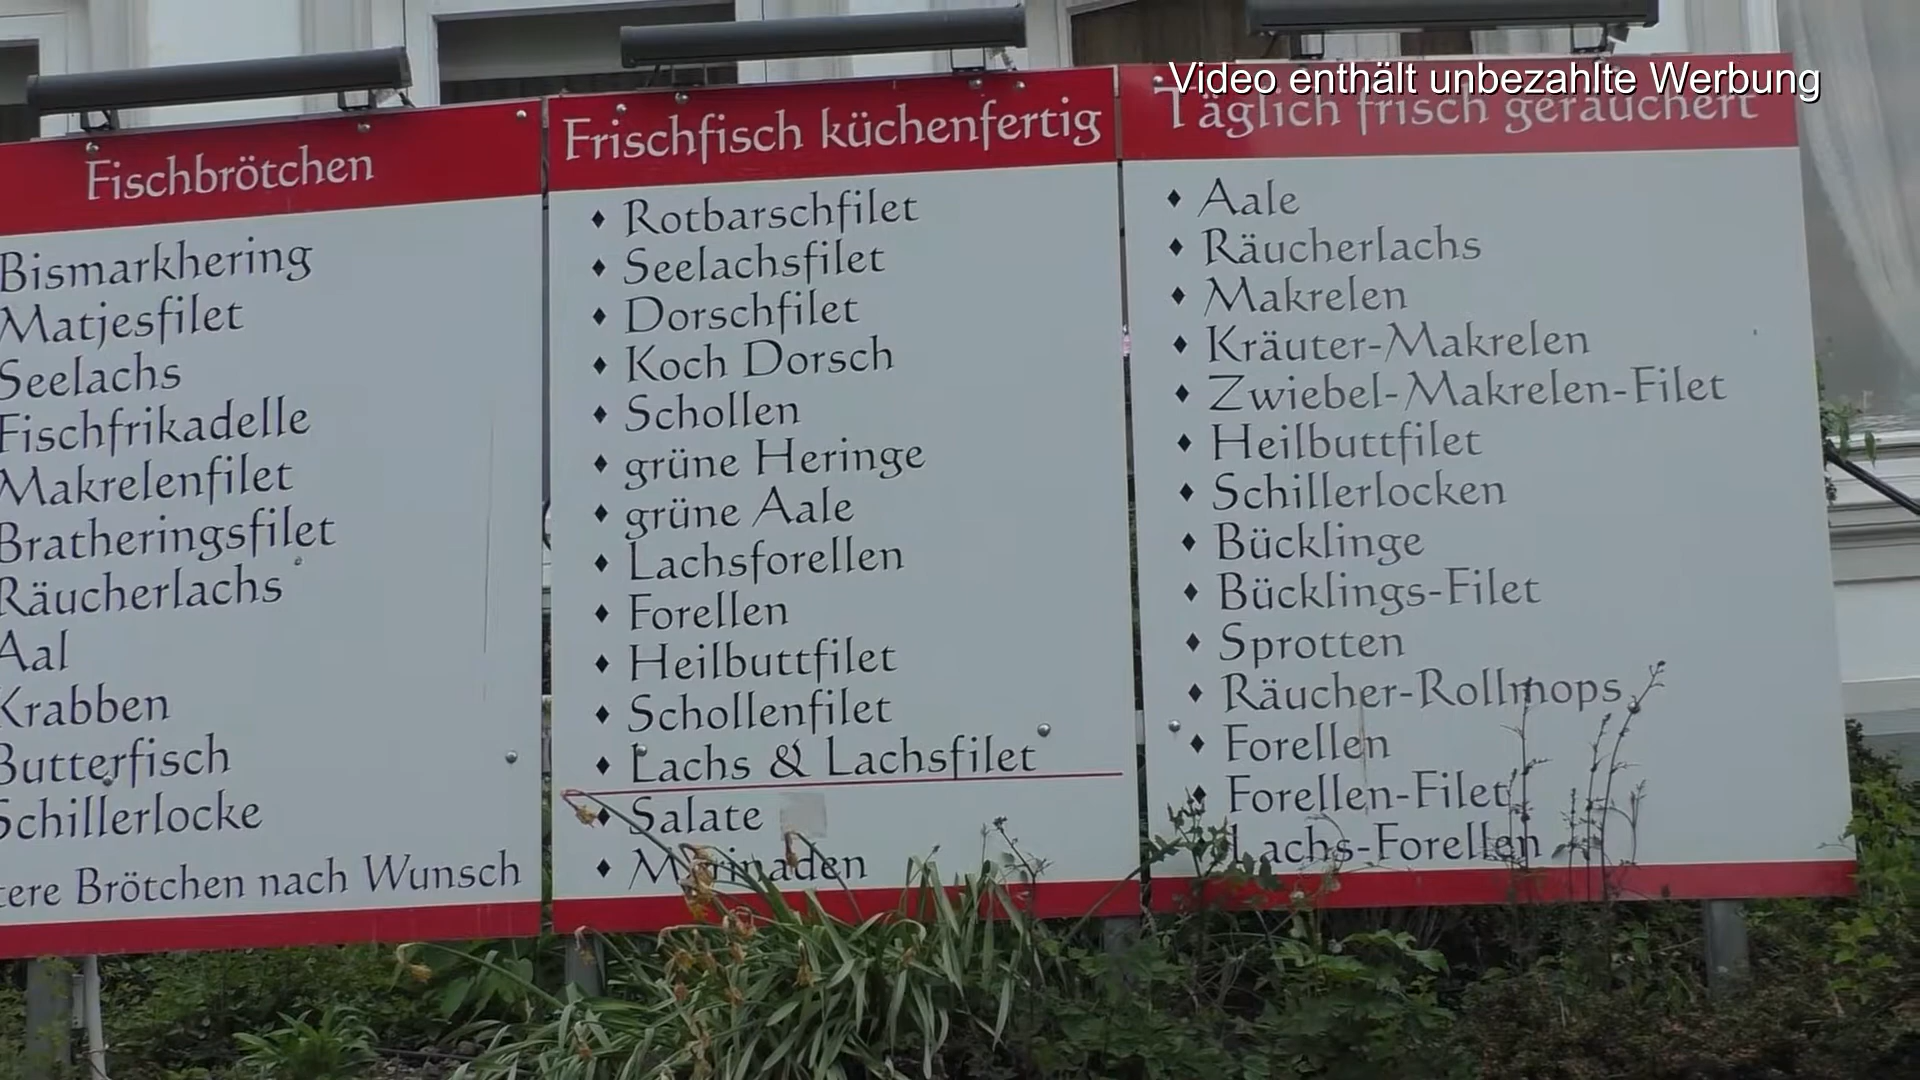 Video enthält unbezahlte Werbung
Fischbrötchen
Bismarkhering
Matjesfilet
Seelachs
Fischfrikadelle
Makrelenfilet
Bratheringsfilet
Räucherlachs
Aal
Krabben
Butterfisch
Schillerlocke
Brötchen nach Wunsch
Frischfisch küchenfertig
♦ Rotbarschfilet
♦ Seelachsfilet
♦ Dorschfilet
♦ Koch Dorsch
♦ Schollen
♦ grüne Heringe
♦ grüne Aale
♦ Lachsforellen
♦ Forellen
♦ Heilbuttfilet
♦ Schollenfilet
♦ Lachs & Lachsfilet
♦ Salate
♦ Marinaden
Täglich frisch geräuchert
♦ Aale
♦ Räucherlachs
♦ Makrelen
♦ Kräuter-Makrelen
♦ Zwiebel-Makrelen-Filet
♦ Heilbuttfilet
♦ Schillerlocken
♦ Bücklinge
♦ Bücklings-Filet
♦ Sprotten
♦ Räucher-Rollmops
♦ Forellen
♦ Forellen-Filet
♦ Lachs-Forellen